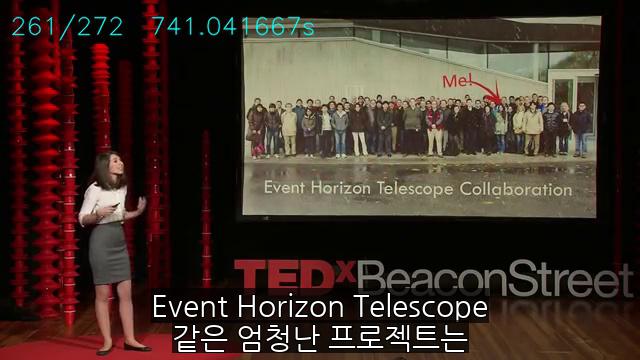 261/272 741.041667s
Me!
Event Horizon Telescope Collaboration
TEDxBeaconStreet
Event Horizon Telescope
같은 엄청난 프로젝트는